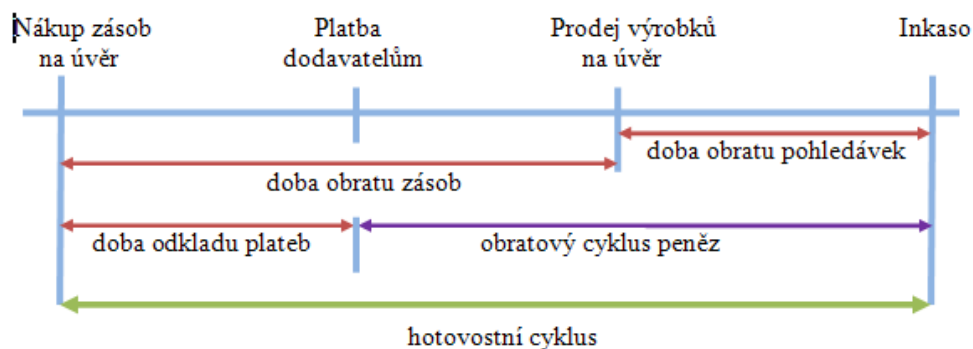 Nákup zásob
na úvěr
Platba
dodavatelům
Prodej výrobků
na úvěr
Inkaso
doba obratu pohledávek
doba obratu zásob
doba odkladu plateb
obratový cyklus peněz
hotovostní cyklus